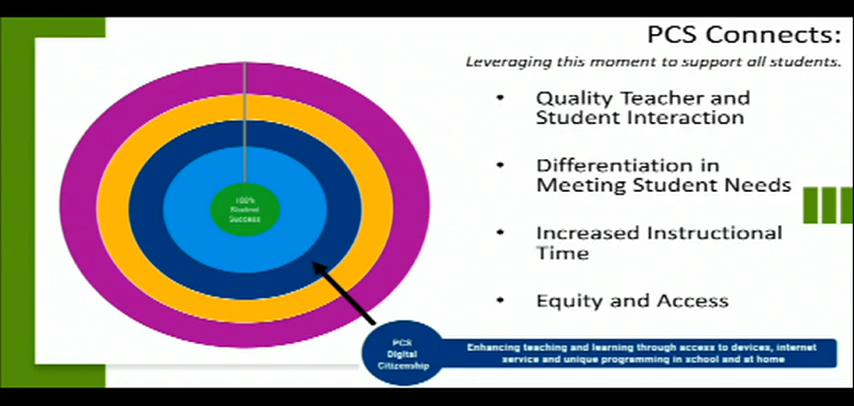 PCS Connects:
Leveraging this moment to support all students.
• Quality Teacher and
Student Interaction
• Differentiation in
Meeting Student Needs
• Increased Instructional
Time
• Equity and Access
100%
Student
Success
PCS
Digital
Citizenship
Enhancing teaching and learning through access to devices, internet
service and unique programming in school and at home